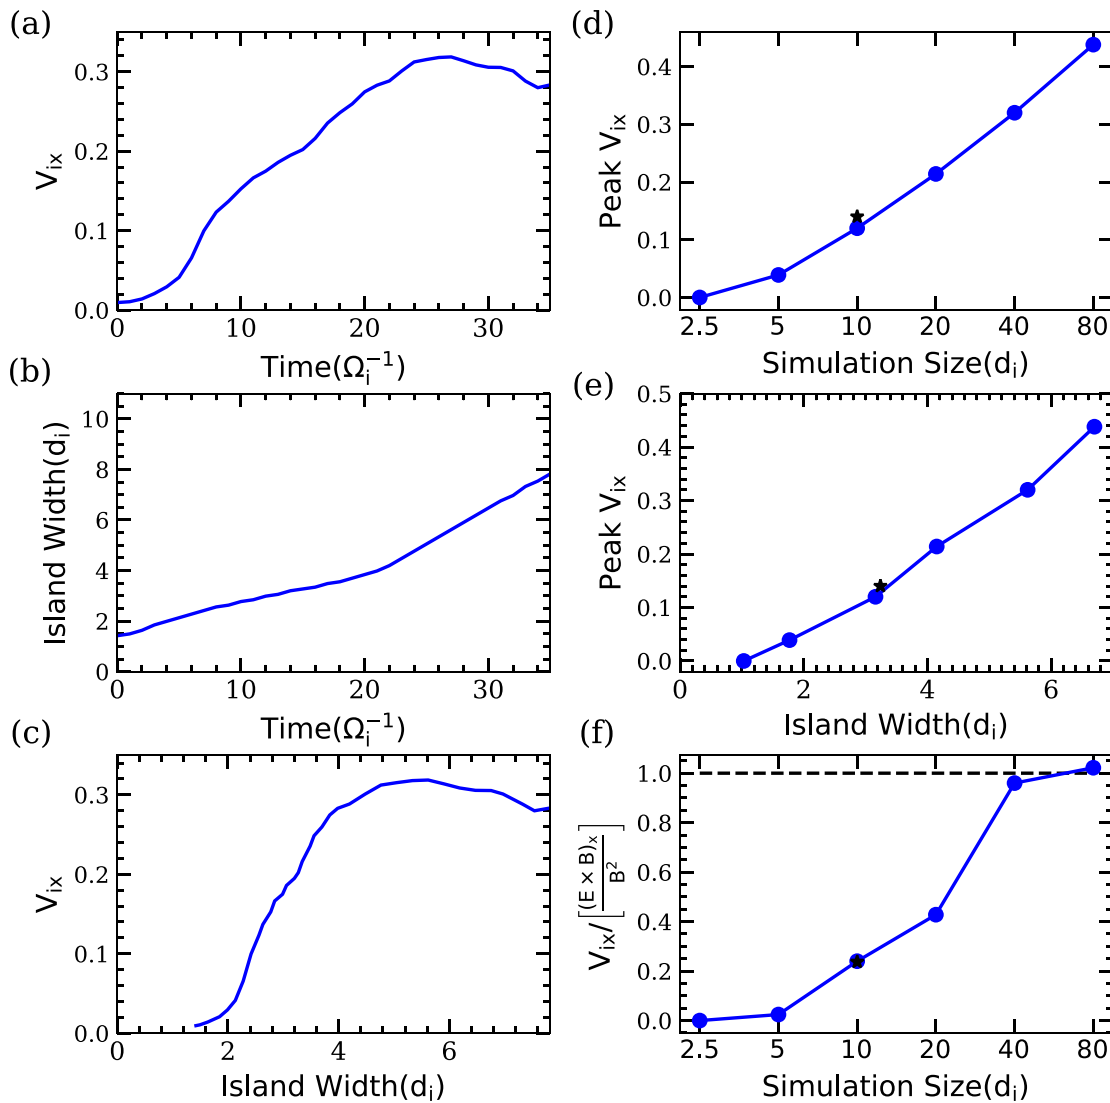 (a)
V_ix
0.3
0.2
0.1
0.0
0 10 20 30
Time(Ω_i^-1)
(b)
Island Width(d_i)
10
8
6
4
2
0
0 10 20 30
Time(Ω_i^-1)
(c)
V_ix
0.3
0.2
0.1
0.0
0 2 4 6
Island Width(d_i)
(d)
Peak V_ix
0.4
0.3
0.2
0.1
0.0
2.5 5 10 20 40 80
Simulation Size(d_i)
(e)
Peak V_ix
0.5
0.4
0.3
0.2
0.1
0.0
0 2 4 6
Island Width(d_i)
(f)
V_ix/[(E × B)_x/B^2]
1.0
0.8
0.6
0.4
0.2
0.0
2.5 5 10 20 40 80
Simulation Size(d_i)